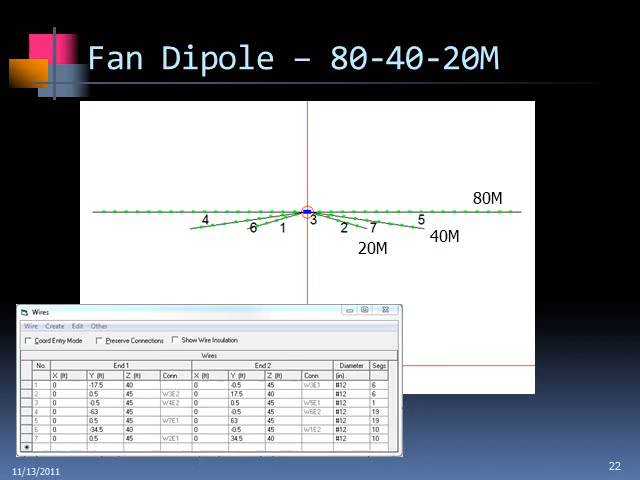 Fan Dipole – 80-40-20M
80M
4 3 5
6 1 2 7
40M
20M
Wires
Wire Create Edit Other
Coord Entry Mode Preserve Connections Show Wire Insulation
Wires
No. End 1 End 2 Diameter Segs
X (ft) Y (ft) Z (ft) Conn X (ft) Y (ft) Z (ft) Conn (in)
1 0 -17.5 40 0 -0.5 45 W3E1 #12 6
2 0 0.5 45 W3E2 0 17.5 40 #12 6
3 0 -0.5 45 W4E2 0 0.5 45 W5E1 #12 1
4 0 -63 45 0 -0.5 45 W6E2 #12 19
5 0 0.5 45 W7E1 0 63 45 #12 19
6 0 -34.5 40 0 -0.5 45 W1E2 #12 10
7 0 0.5 45 W2E1 0 34.5 40 #12 10
11/13/2011
22